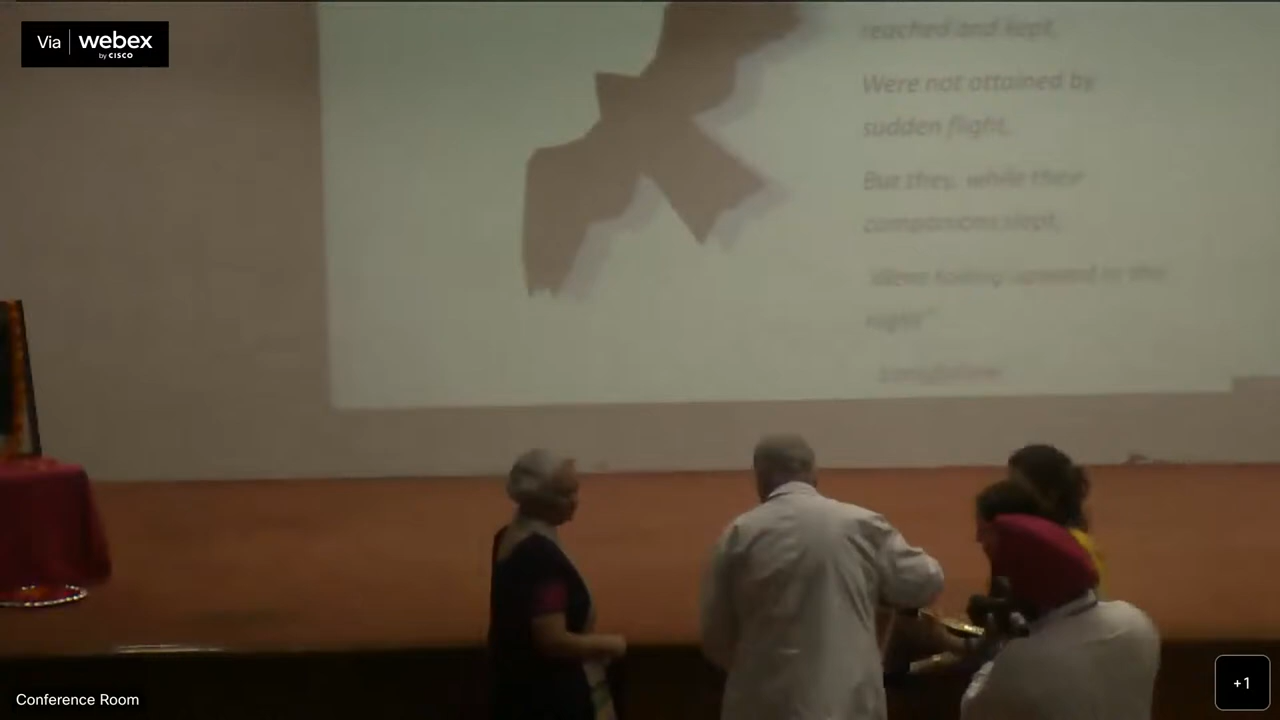 Via webex
by CISCO
reached and kept,
Were not attained by
sudden flight,
But they, while their
companions slept,
Were toiling upward in the
night"
Longfellow
Conference Room
+1